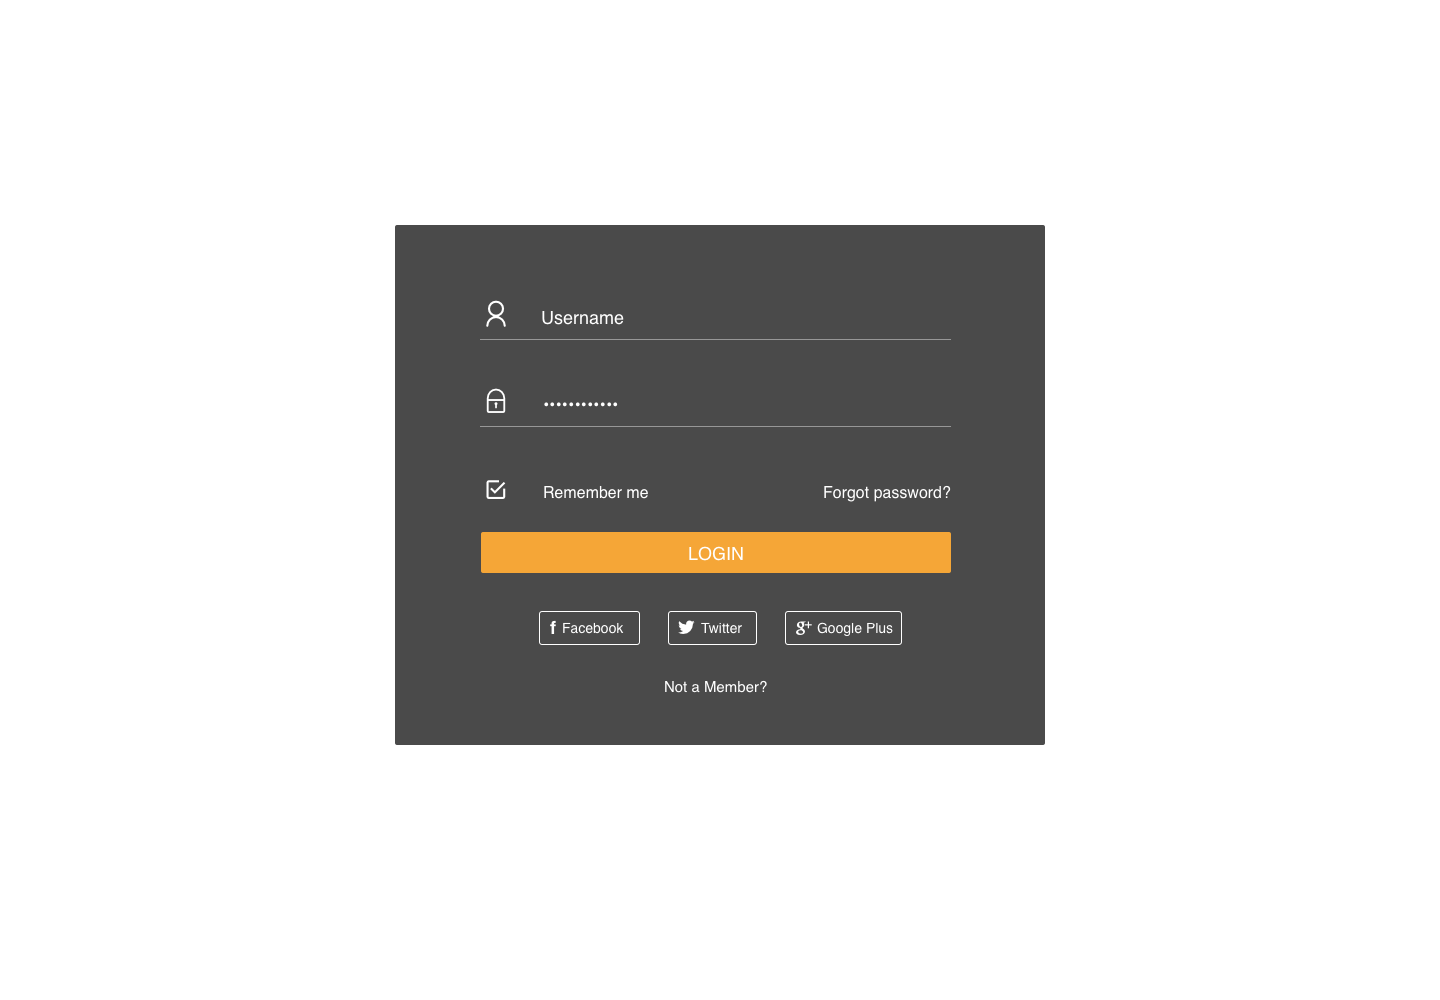 Username
••••••••••••
Remember me Forgot password?
LOGIN
f Facebook Twitter g+ Google Plus
Not a Member?